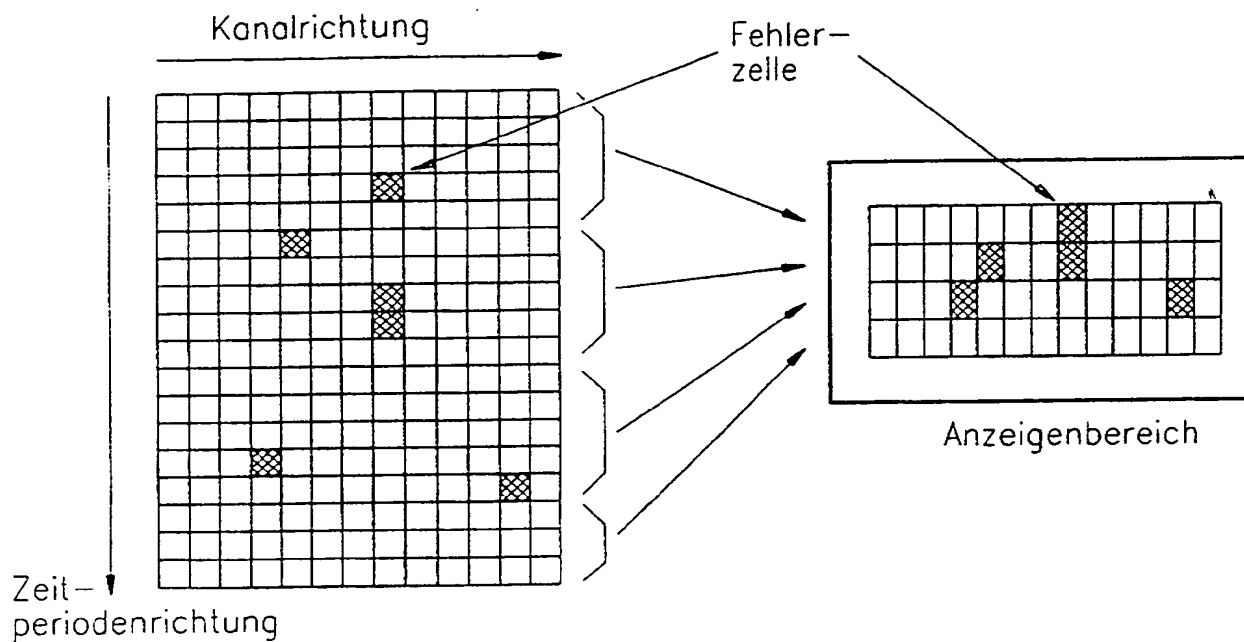 Kanalrichtung
Fehler-
zelle
Anzeigenbereich
Zeit-
periodenrichtung